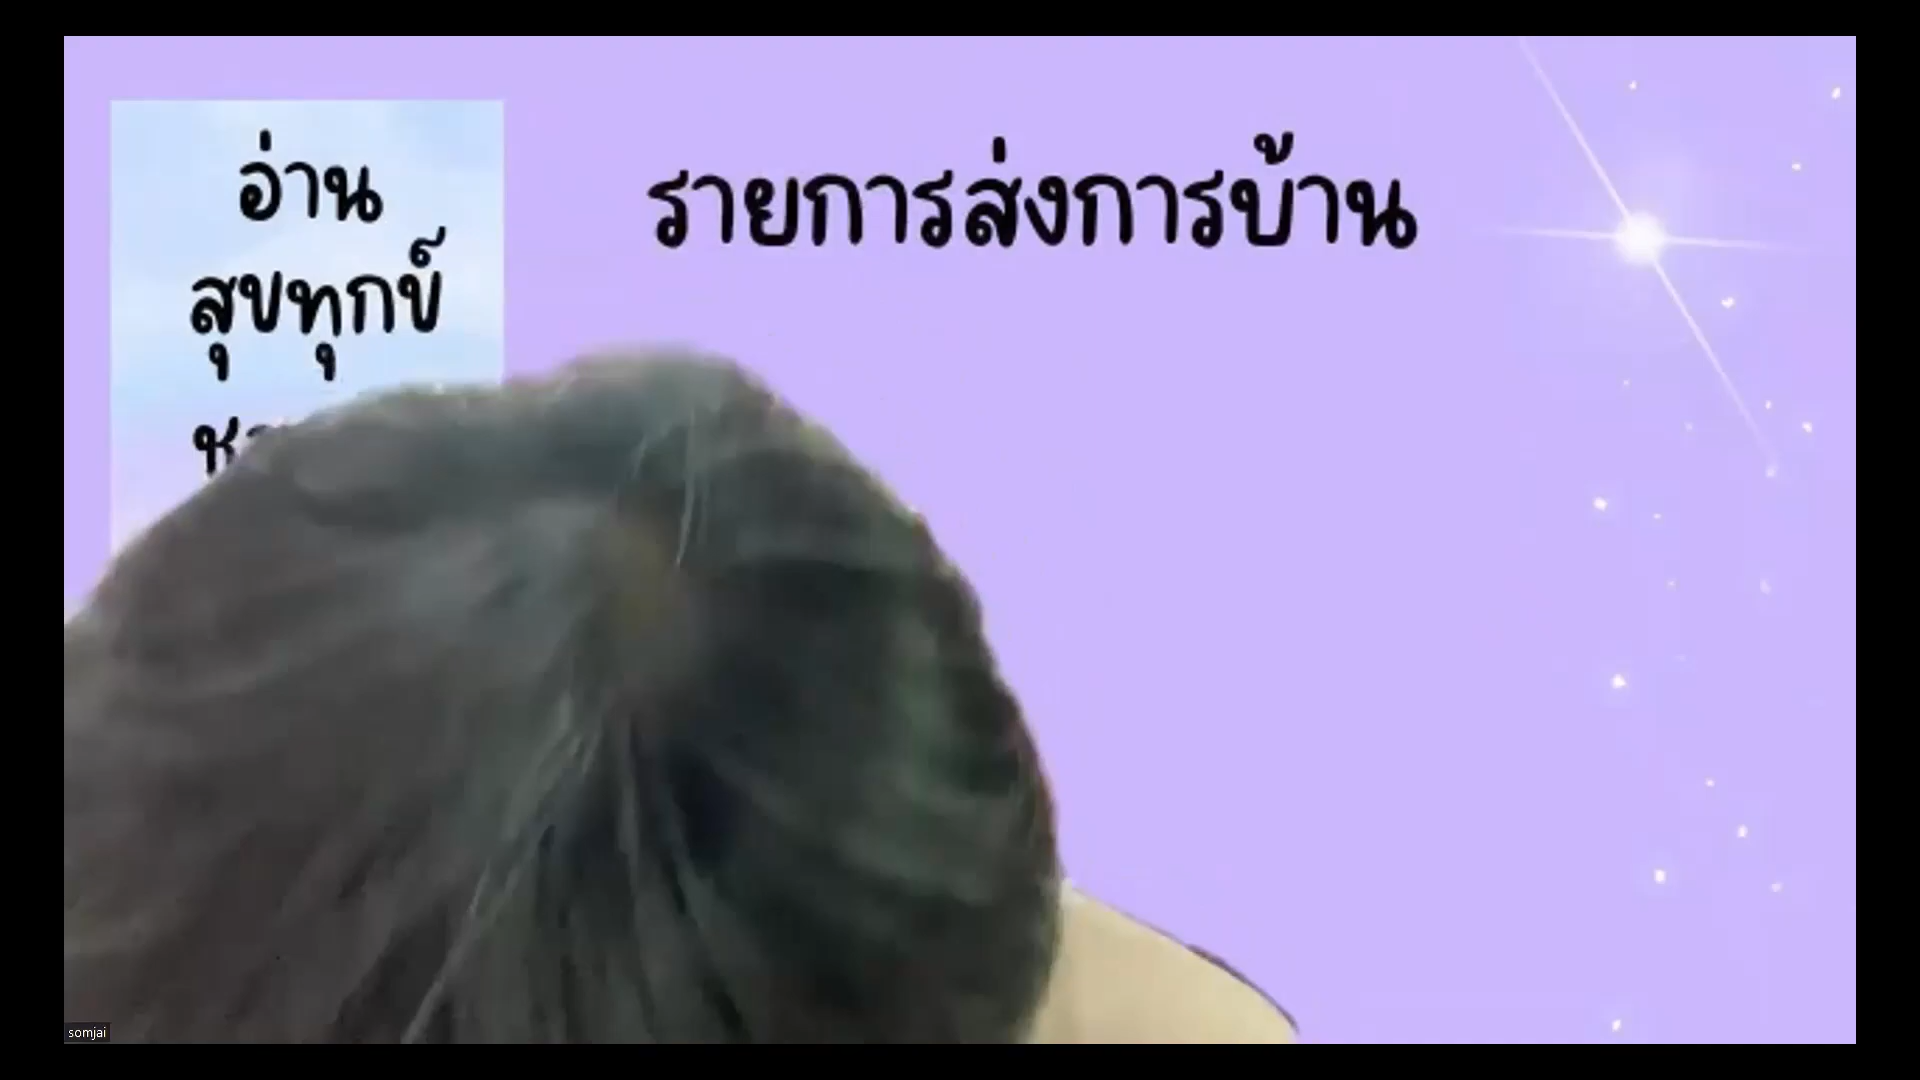 อ่าน
สุขทุกข์
รายการส่งการบ้าน
somjai